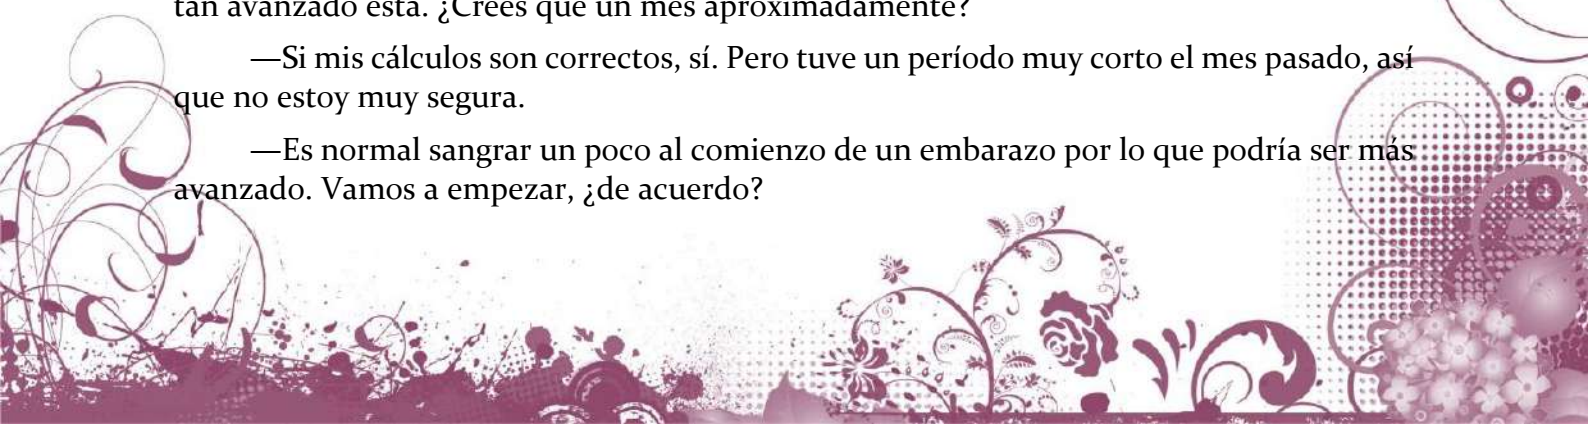 tan avanzado está. ¿Crees que un mes aproximadamente?
—Si mis cálculos son correctos, sí. Pero tuve un período muy corto el mes pasado, así
que no estoy muy segura.
—Es normal sangrar un poco al comienzo de un embarazo por lo que podría ser más
avanzado. Vamos a empezar, ¿de acuerdo?